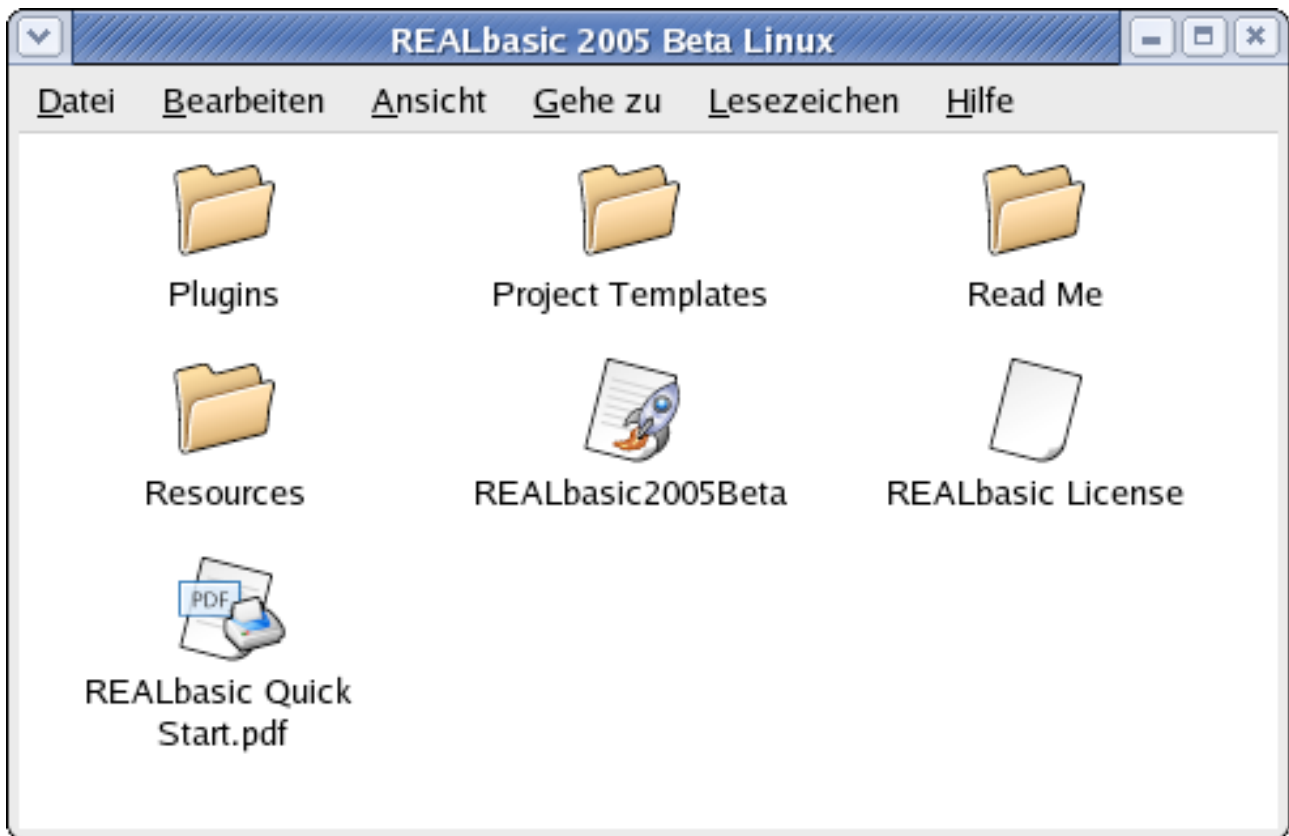 REALbasic 2005 Beta Linux
Datei Bearbeiten Ansicht Gehe zu Lesezeichen Hilfe
Plugins Project Templates Read Me
Resources REALbasic2005Beta REALbasic License
PDF
REALbasic Quick
Start.pdf